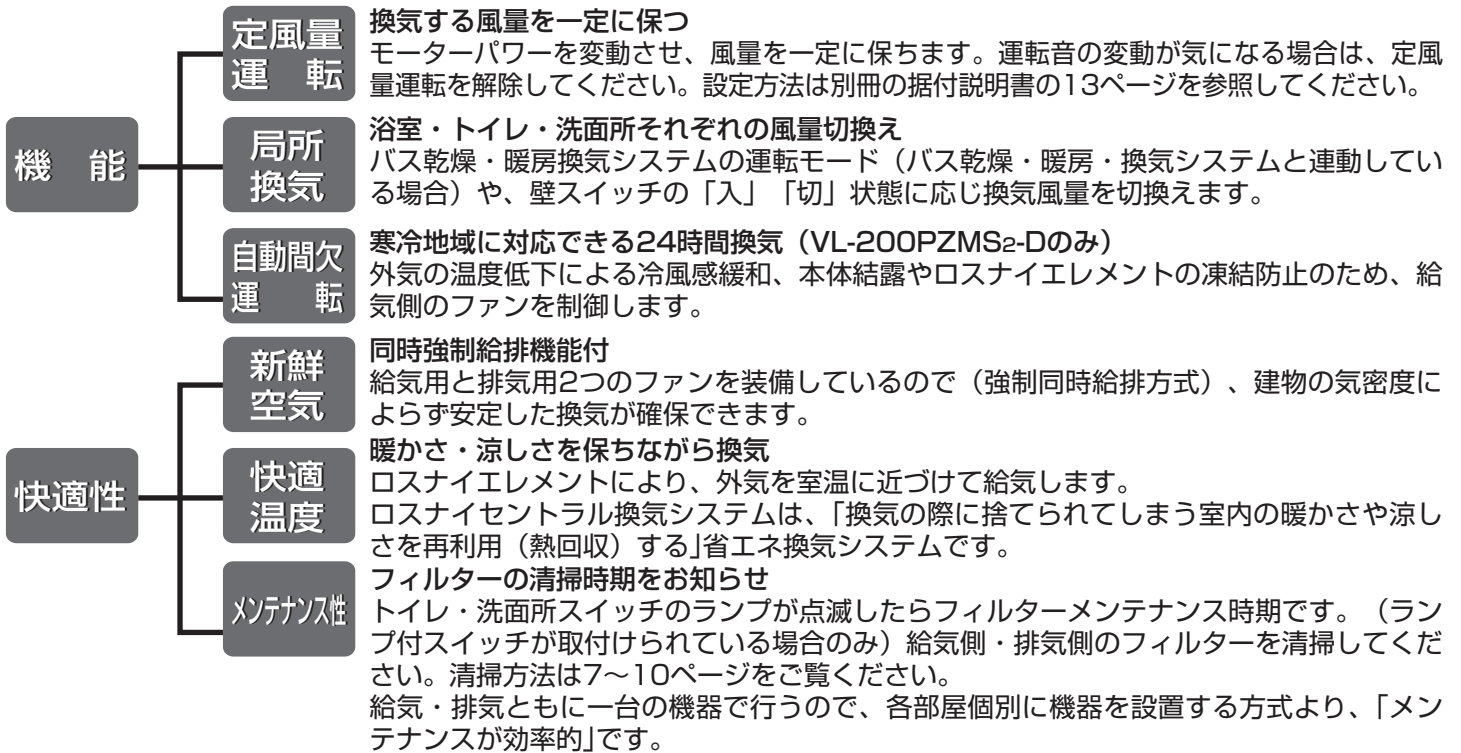 機 能
定風量
運 転
換気する風量を一定に保つ
モーターパワーを変動させ、風量を一定に保ちます。運転音の変動が気になる場合は、定風
量運転を解除してください。設定方法は別冊の据付説明書の13ページを参照してください。
局所
換気
浴室・トイレ・洗面所それぞれの風量切換え
バス乾燥・暖房換気システムの運転モード（バス乾燥・暖房・換気システムと連動してい
る場合）や、壁スイッチの「入」「切」状態に応じ換気風量を切換えます。
自動間欠
運 転
寒冷地域に対応できる24時間換気（VL-200PZMS2-Dのみ）
外気の温度低下による冷風感緩和、本体結露やロスナイエレメントの凍結防止のため、給
気側のファンを制御します。
快適性
新鮮
空気
同時強制給排機能付
給気用と排気用2つのファンを装備しているので（強制同時給排方式）、建物の気密度に
よらず安定した換気が確保できます。
快適
温度
暖かさ・涼しさを保ちながら換気
ロスナイエレメントにより、外気を室温に近づけて給気します。
ロスナイセントラル換気システムは、「換気の際に捨てられてしまう室内の暖かさや涼し
さを再利用（熱回収）する」省エネ換気システムです。
メンテナンス性
フィルターの清掃時期をお知らせ
トイレ・洗面所スイッチのランプが点滅したらフィルターメンテナンス時期です。（ラン
プ付スイッチが取付けられている場合のみ）給気側・排気側のフィルターを清掃してくだ
さい。清掃方法は7～10ページをご覧ください。
給気・排気ともに一台の機器で行うので、各部屋個別に機器を設置する方式より、「メン
テナンスが効率的」です。